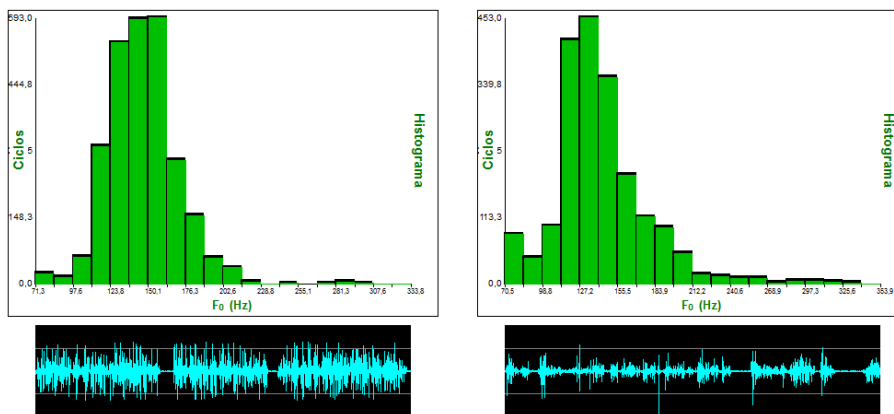 593,0
444,8
148,3
0,0
Ciclos
Histograma
71,3 97,6 123,8 150,1 176,3 202,6 228,8 255,1 281,3 307,6 333,8
F0 (Hz)
453,0
339,8
113,3
0,0
Ciclos
Histograma
70,5 98,8 127,2 155,5 183,9 212,2 240,6 268,9 297,3 325,6 353,9
F0 (Hz)